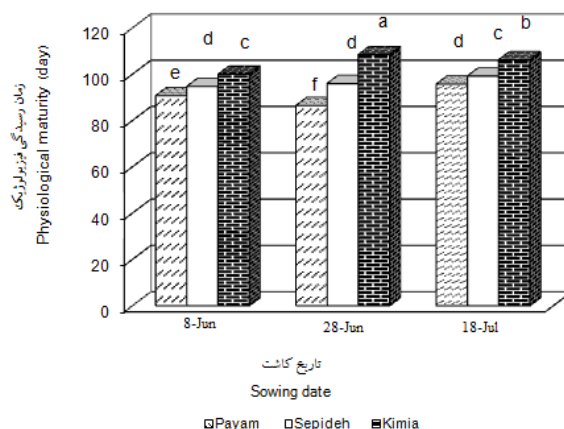 زمان رسیدگی فیزیولوژیک
Physiological maturity (day)
120
100
80
60
40
20
0
e d c
f d a
d c b
8-Jun 28-Jun 18-Jul
تاریخ کاشت
Sowing date
Payam Sepideh Kimia